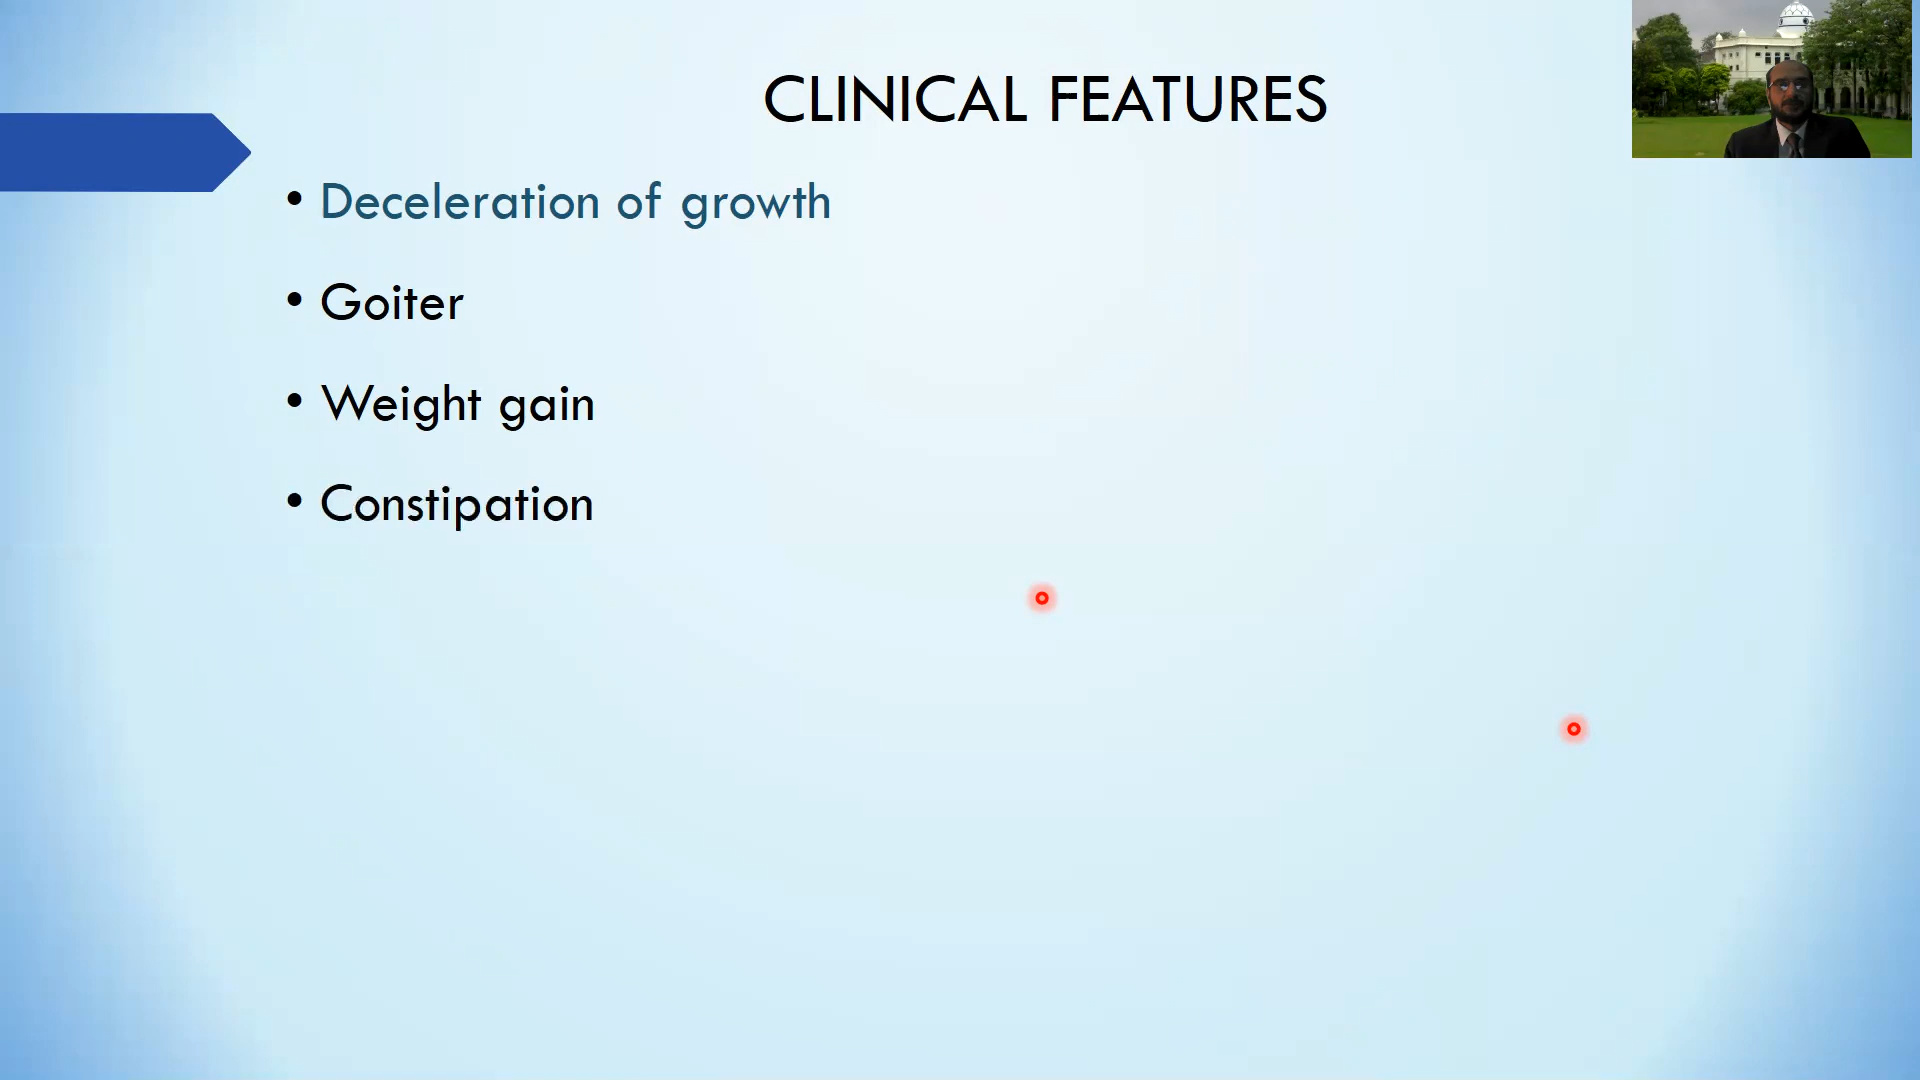 CLINICAL FEATURES
• Deceleration of growth
• Goiter
• Weight gain
• Constipation